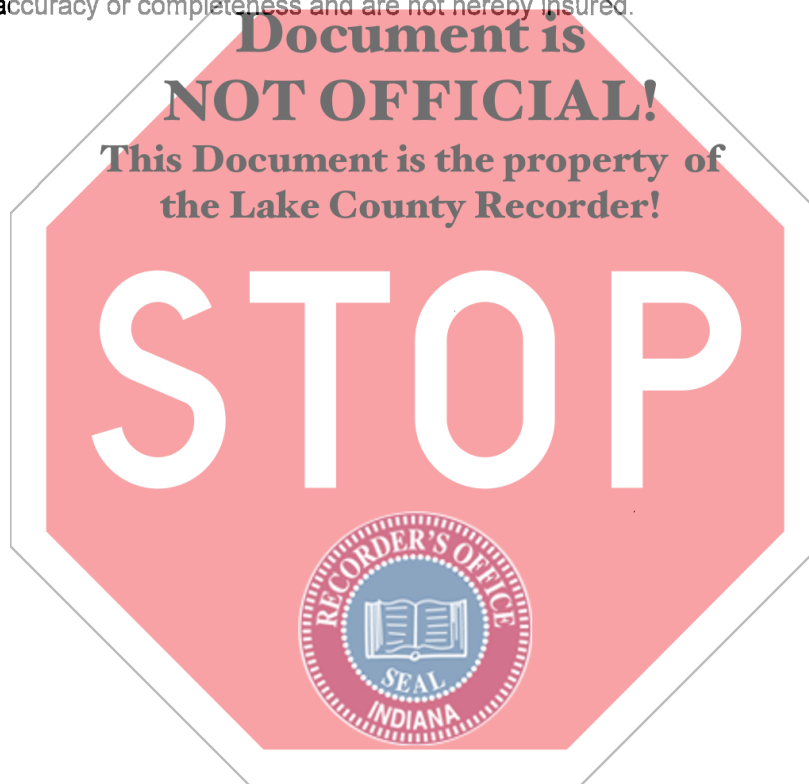 accuracy or completeness and are not hereby insured.
Document is
NOT OFFICIAL!
This Document is the property of
the Lake County Recorder!
STOP
RECORDER'S OFFICE
SEAL
INDIANA